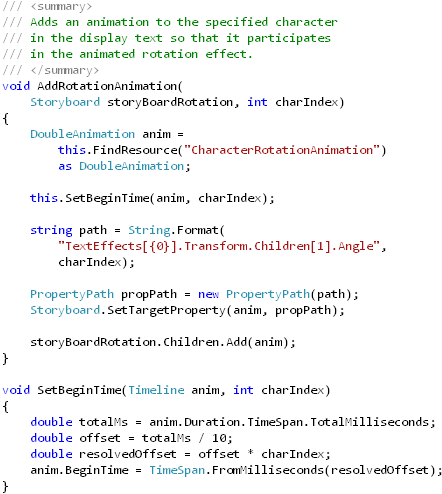 /// <summary>
/// Adds an animation to the specified character
/// in the display text so that it participates
/// in the animated rotation effect.
/// </summary>
void AddRotationAnimation(
    Storyboard storyBoardRotation, int charIndex)
{
    DoubleAnimation anim =
        this.FindResource("CharacterRotationAnimation")
        as DoubleAnimation;

    this.SetBeginTime(anim, charIndex);

    string path = String.Format(
        "TextEffects[{0}].Transform.Children[1].Angle",
        charIndex);

    PropertyPath propPath = new PropertyPath(path);
    Storyboard.SetTargetProperty(anim, propPath);

    storyBoardRotation.Children.Add(anim);
}

void SetBeginTime(Timeline anim, int charIndex)
{
    double totalMs = anim.Duration.TimeSpan.TotalMilliseconds;
    double offset = totalMs / 10;
    double resolvedOffset = offset * charIndex;
    anim.BeginTime = TimeSpan.FromMilliseconds(resolvedOffset);
}